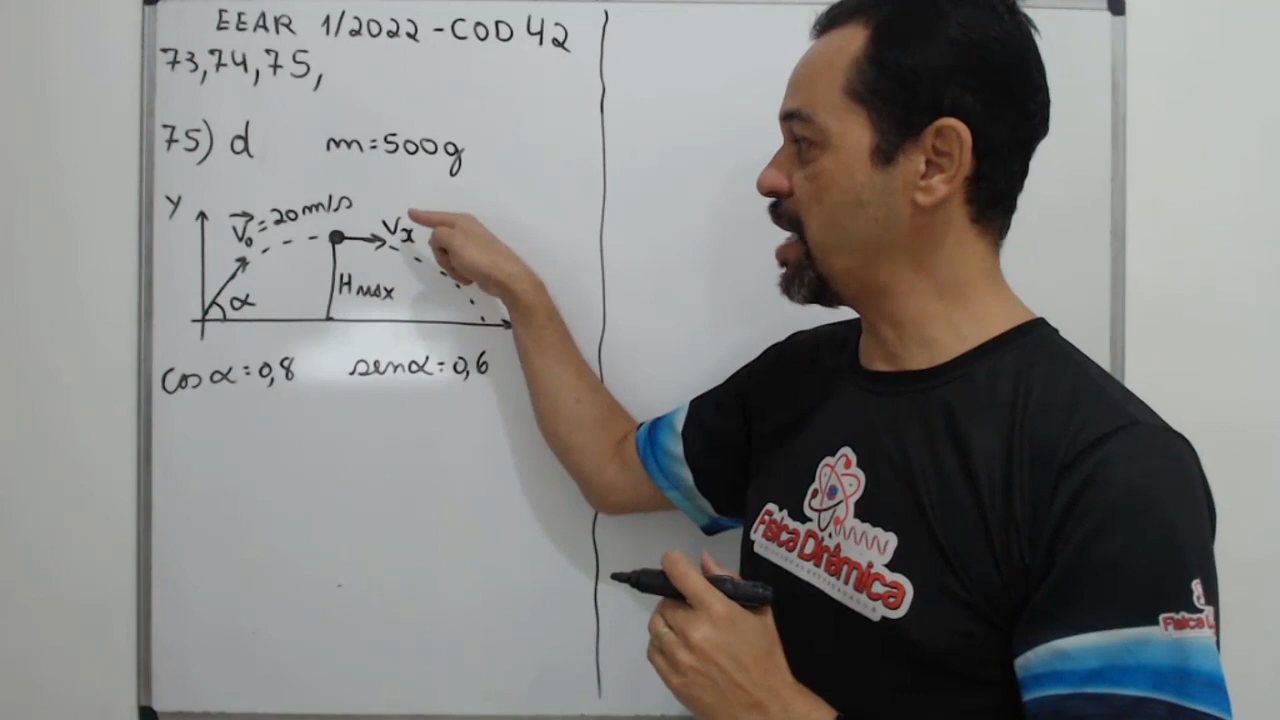 EEAR 1/2022 - COD 42
73,74,75,
75) d m=500g
Y
V₀ = 20m/s
Vx
Hmax
α
cos α = 0,8 sen α = 0,6
Física Dinâmica
Física